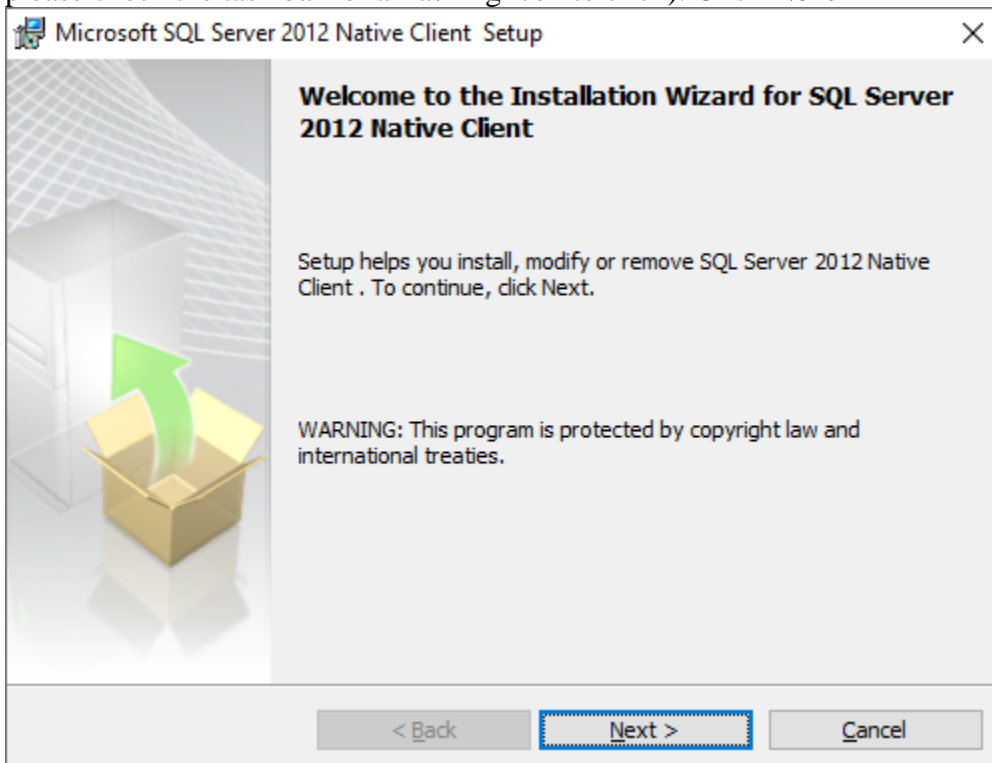 Microsoft SQL Server 2012 Native Client Setup
Welcome to the Installation Wizard for SQL Server
2012 Native Client
Setup helps you install, modify or remove SQL Server 2012 Native
Client . To continue, click Next.
WARNING: This program is protected by copyright law and
international treaties.
< Back
Next >
Cancel